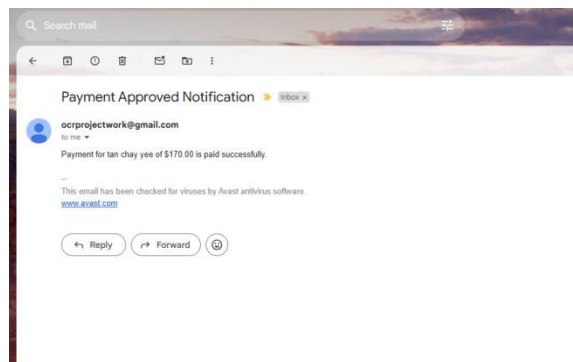 Search mail
Payment Approved Notification Inbox x
ocrprojectwork@gmail.com
to me
Payment for tan chay yee of $170.00 is paid successfully.
--
This email has been checked for viruses by Avast antivirus software.
www.avast.com
Reply Forward